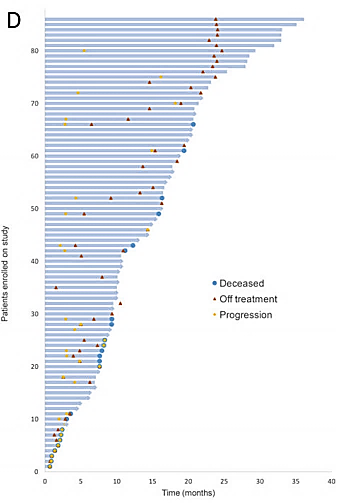 D
Patients enrolled on study
80
70
60
50
40
30
20
10
0
Deceased
Off treatment
Progression
0 5 10 15 20 25 30 35 40
Time (months)